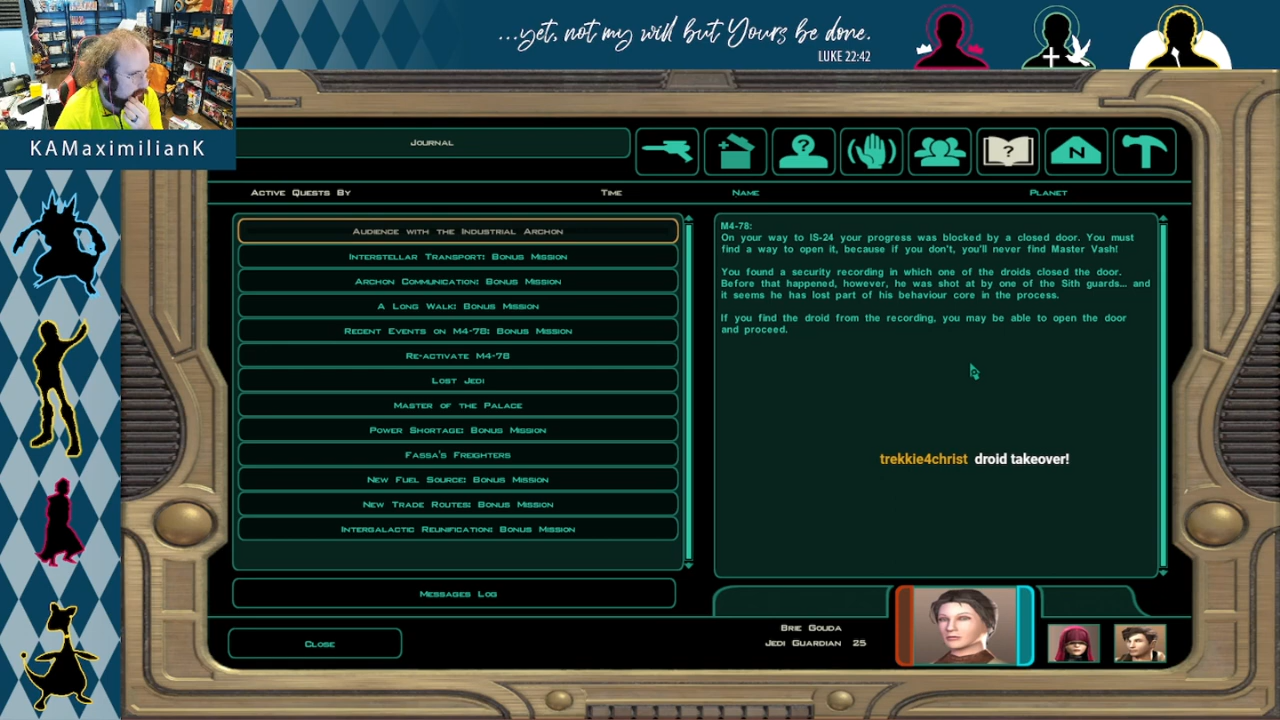 ...yet, not my will but Yours be done.
LUKE 22:42
KAMaximilianK
Journal
Active Quests By
Time
Name
Planet
Audience with the Industrial Archon
Interstellar Transport: Bonus Mission
Archon Communication: Bonus Mission
A Long Walk: Bonus Mission
Recent Events on M4-78: Bonus Mission
Re-activate M4-78
Lost Jedi
Master of the Palace
Power Shortage: Bonus Mission
Fassa's Freighters
New Fuel Source: Bonus Mission
New Trade Routes: Bonus Mission
Intergalactic Reunification: Bonus Mission
Messages Log
Close
M4-78:
On your way to IS-24 your progress was blocked by a closed door. You must
find a way to open it, because if you don't, you'll never find Master Vash!
You found a security recording in which one of the droids closed the door.
Before that happened, however, he was shot at by one of the Sith guards... and
it seems he has lost part of his behaviour core in the process.
If you find the droid from the recording, you may be able to open the door
and proceed.
trekkie4christ droid takeover!
Brie Gouda
Jedi Guardian 25